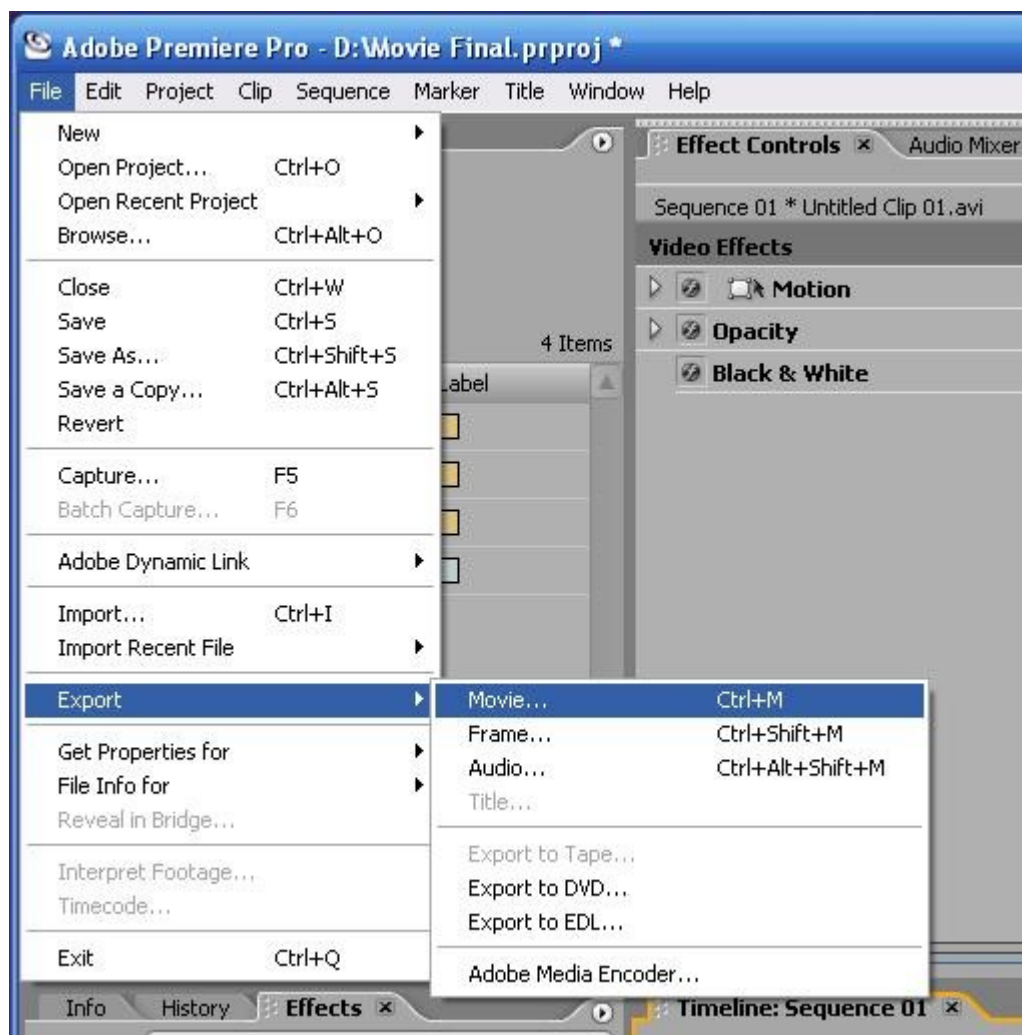 Adobe Premiere Pro - D:\Movie Final.prproj *
File Edit Project Clip Sequence Marker Title Window Help
New
Open Project... Ctrl+O
Open Recent Project
Browse... Ctrl+Alt+O
Close Ctrl+W
Save Ctrl+S
Save As... Ctrl+Shift+S
Save a Copy... Ctrl+Alt+S
Revert
Capture... F5
Batch Capture... F6
Adobe Dynamic Link
Import... Ctrl+I
Import Recent File
Export
Get Properties for
File Info for
Reveal in Bridge...
Interpret Footage...
Timecode...
Exit Ctrl+Q
Movie... Ctrl+M
Frame... Ctrl+Shift+M
Audio... Ctrl+Alt+Shift+M
Title...
Export to Tape...
Export to DVD...
Export to EDL...
Adobe Media Encoder...
4 Items
Label
Effect Controls Audio Mixer
Sequence 01 * Untitled Clip 01.avi
Video Effects
Motion
Opacity
Black & White
Info History Effects
Timeline: Sequence 01